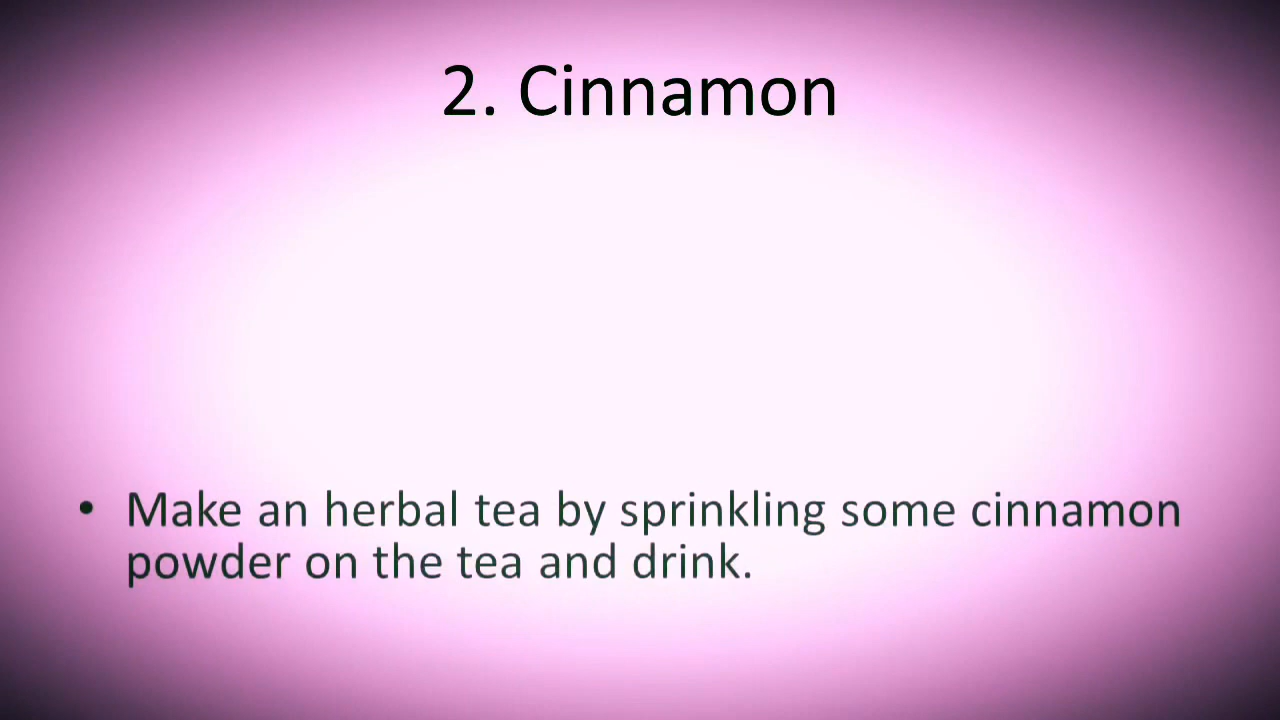 2. Cinnamon
• Make an herbal tea by sprinkling some cinnamon
powder on the tea and drink.